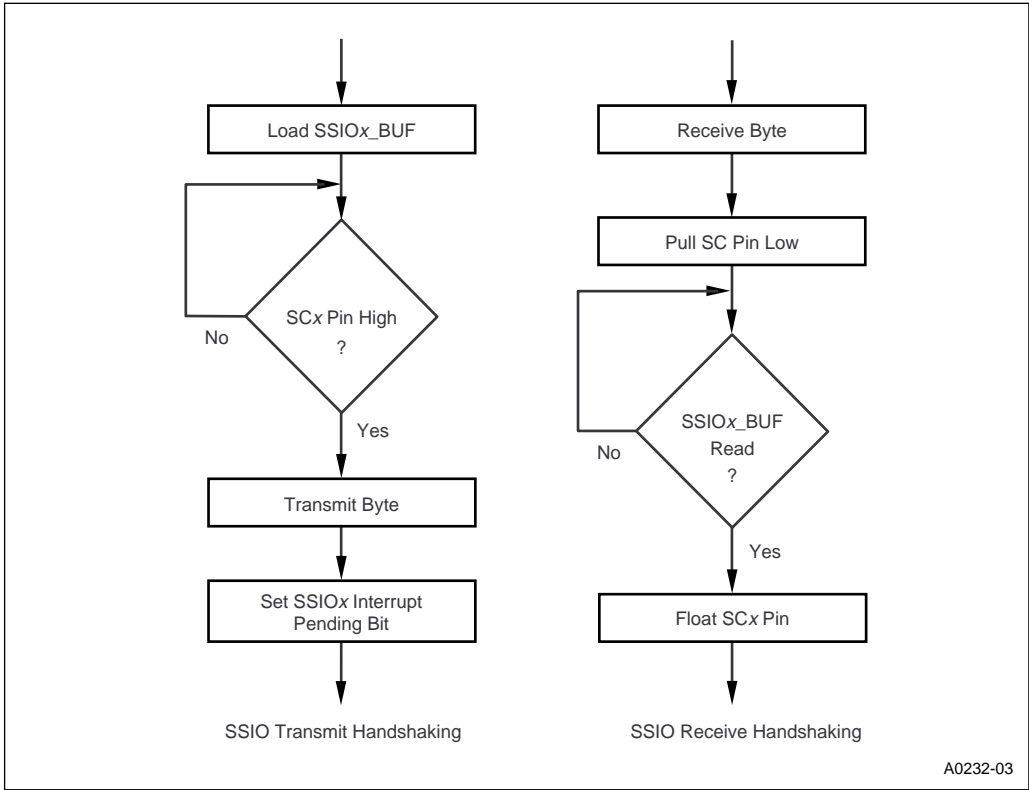 Load SSIOx_BUF
SCx Pin High
?
No
Yes
Transmit Byte
Set SSIOx Interrupt
Pending Bit
SSIO Transmit Handshaking
Receive Byte
Pull SC Pin Low
SSIOx_BUF
Read
?
No
Yes
Float SCx Pin
SSIO Receive Handshaking
A0232-03